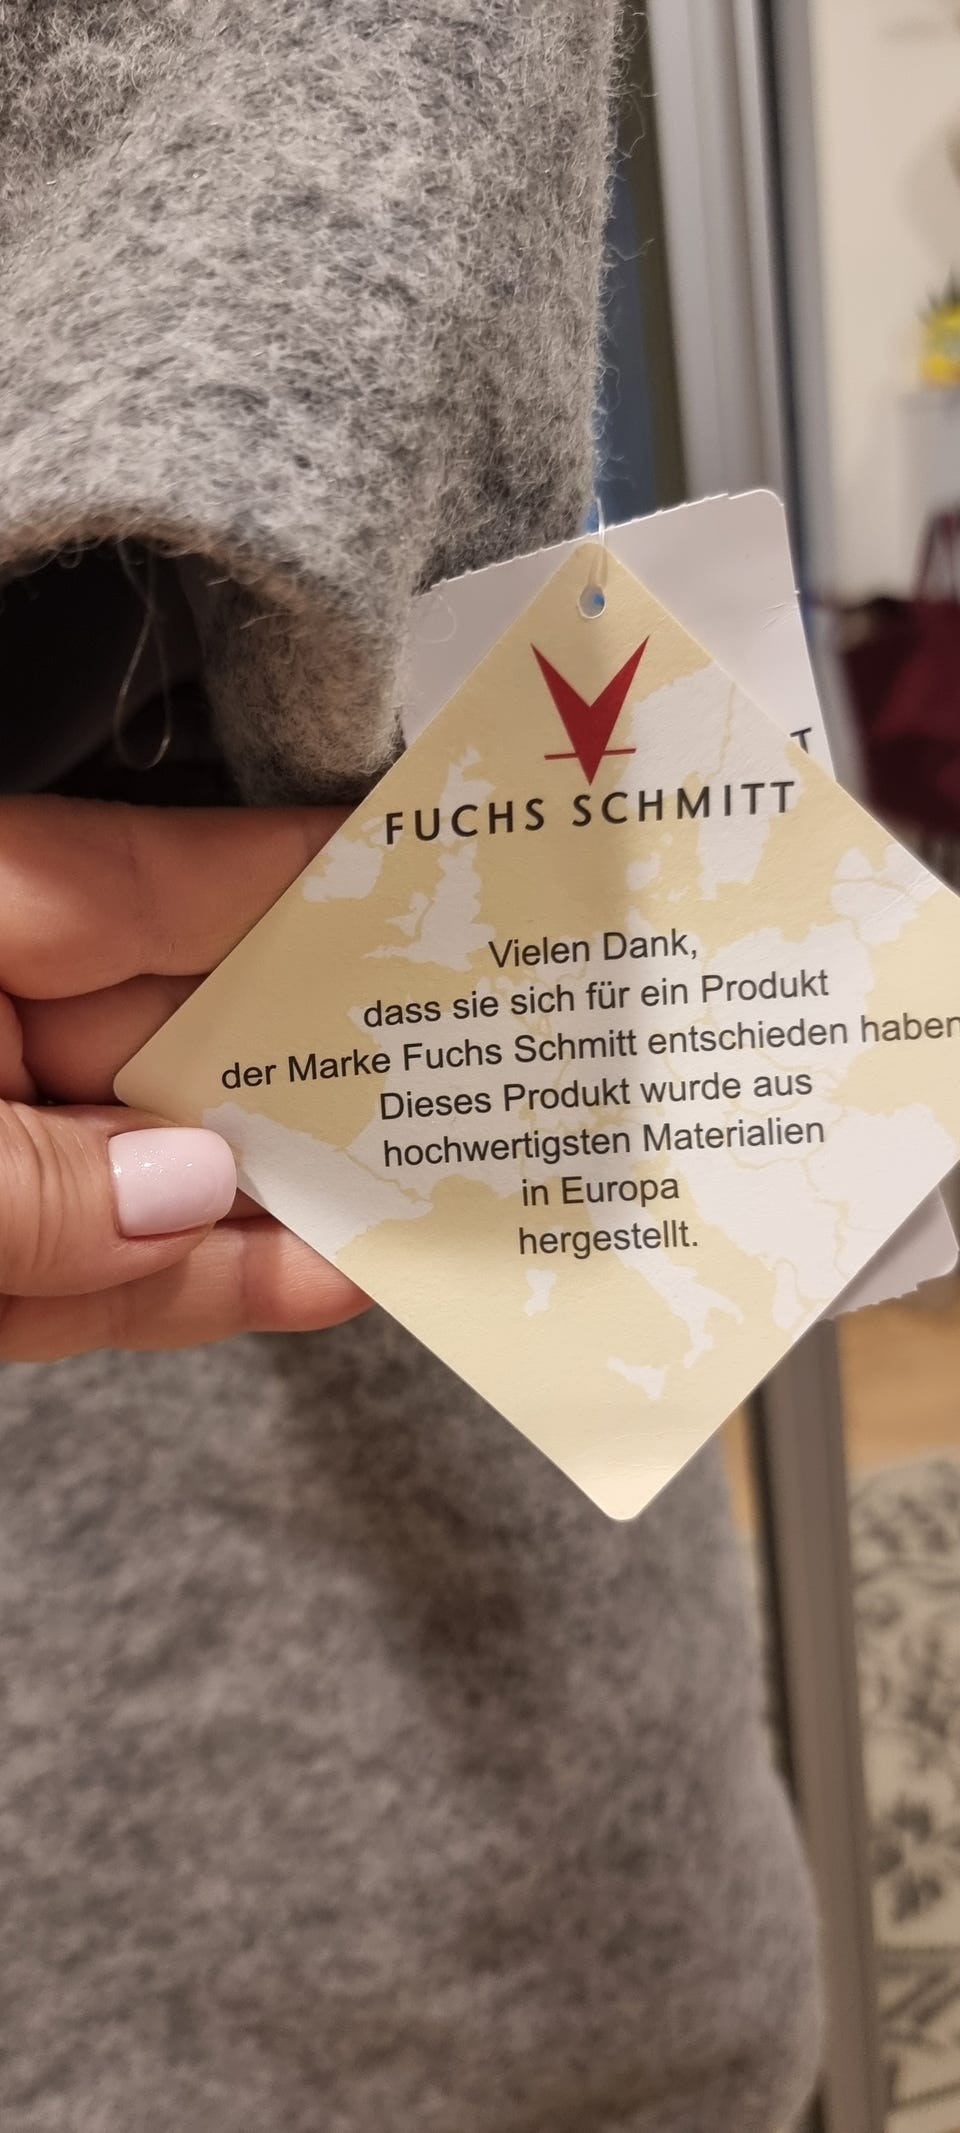 T
FUCHS SCHMITT
Vielen Dank,
dass sie sich für ein Produkt
der Marke Fuchs Schmitt entschieden haben
Dieses Produkt wurde aus
hochwertigsten Materialien
in Europa
hergestellt.